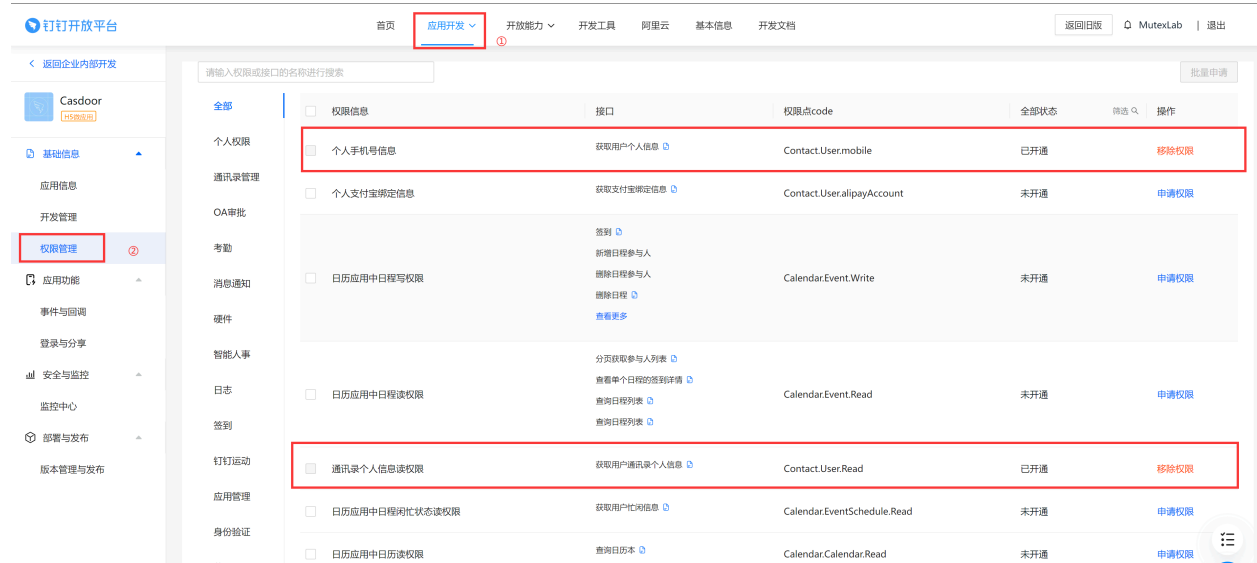 钉钉开放平台
首页 应用开发 开放能力 开发工具 阿里云 基本信息 开发文档 返回旧版 MutexLab | 退出
①
< 返回企业内部开发
请输入权限或接口的名称进行搜索 批量申请
Casdoor
H5微应用
基础信息
应用信息
开发管理
权限管理 ②
应用功能
事件与回调
登录与分享
安全与监控
监控中心
部署与发布
版本管理与发布
全部
个人权限
通讯录管理
OA审批
考勤
消息通知
硬件
智能人事
日志
签到
钉钉运动
应用管理
身份验证
权限信息 接口 权限点code 全部状态 筛选 操作
个人手机号信息 获取用户个人信息 Contact.User.mobile 已开通 移除权限
个人支付宝绑定信息 获取支付宝绑定信息 Contact.User.alipayAccount 未开通 申请权限
签到
新增日程参与人
删除日程参与人
日历应用中日程写权限 Calendar.Event.Write 未开通 申请权限
删除日程
查看更多
分页获取参与人列表
查看单个日程的签到详情
日历应用中日程读权限 Calendar.Event.Read 未开通 申请权限
查询日程列表
查询日程列表
通讯录个人信息读权限 获取用户通讯录个人信息 Contact.User.Read 已开通 移除权限
日历应用中日程闲忙状态读权限 获取用户忙闲信息 Calendar.EventSchedule.Read 未开通 申请权限
日历应用中日历读权限 查询日历本 Calendar.Calendar.Read 未开通 申请权限